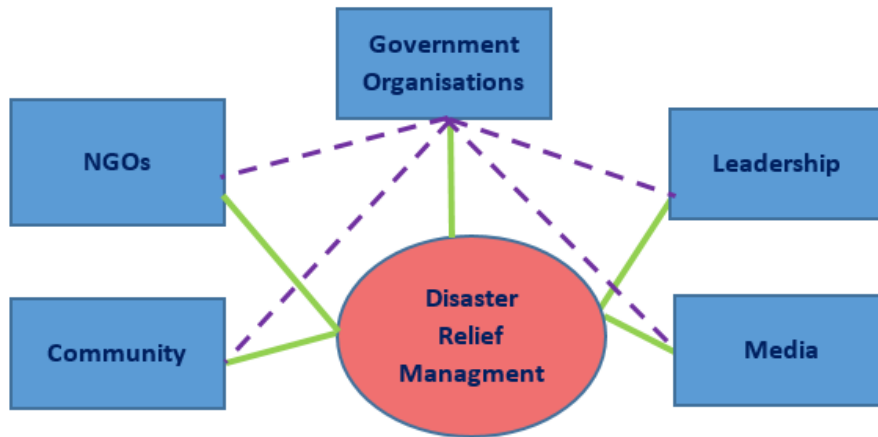 Government
Organisations
NGOs
Leadership
Disaster
Relief
Managment
Community
Media